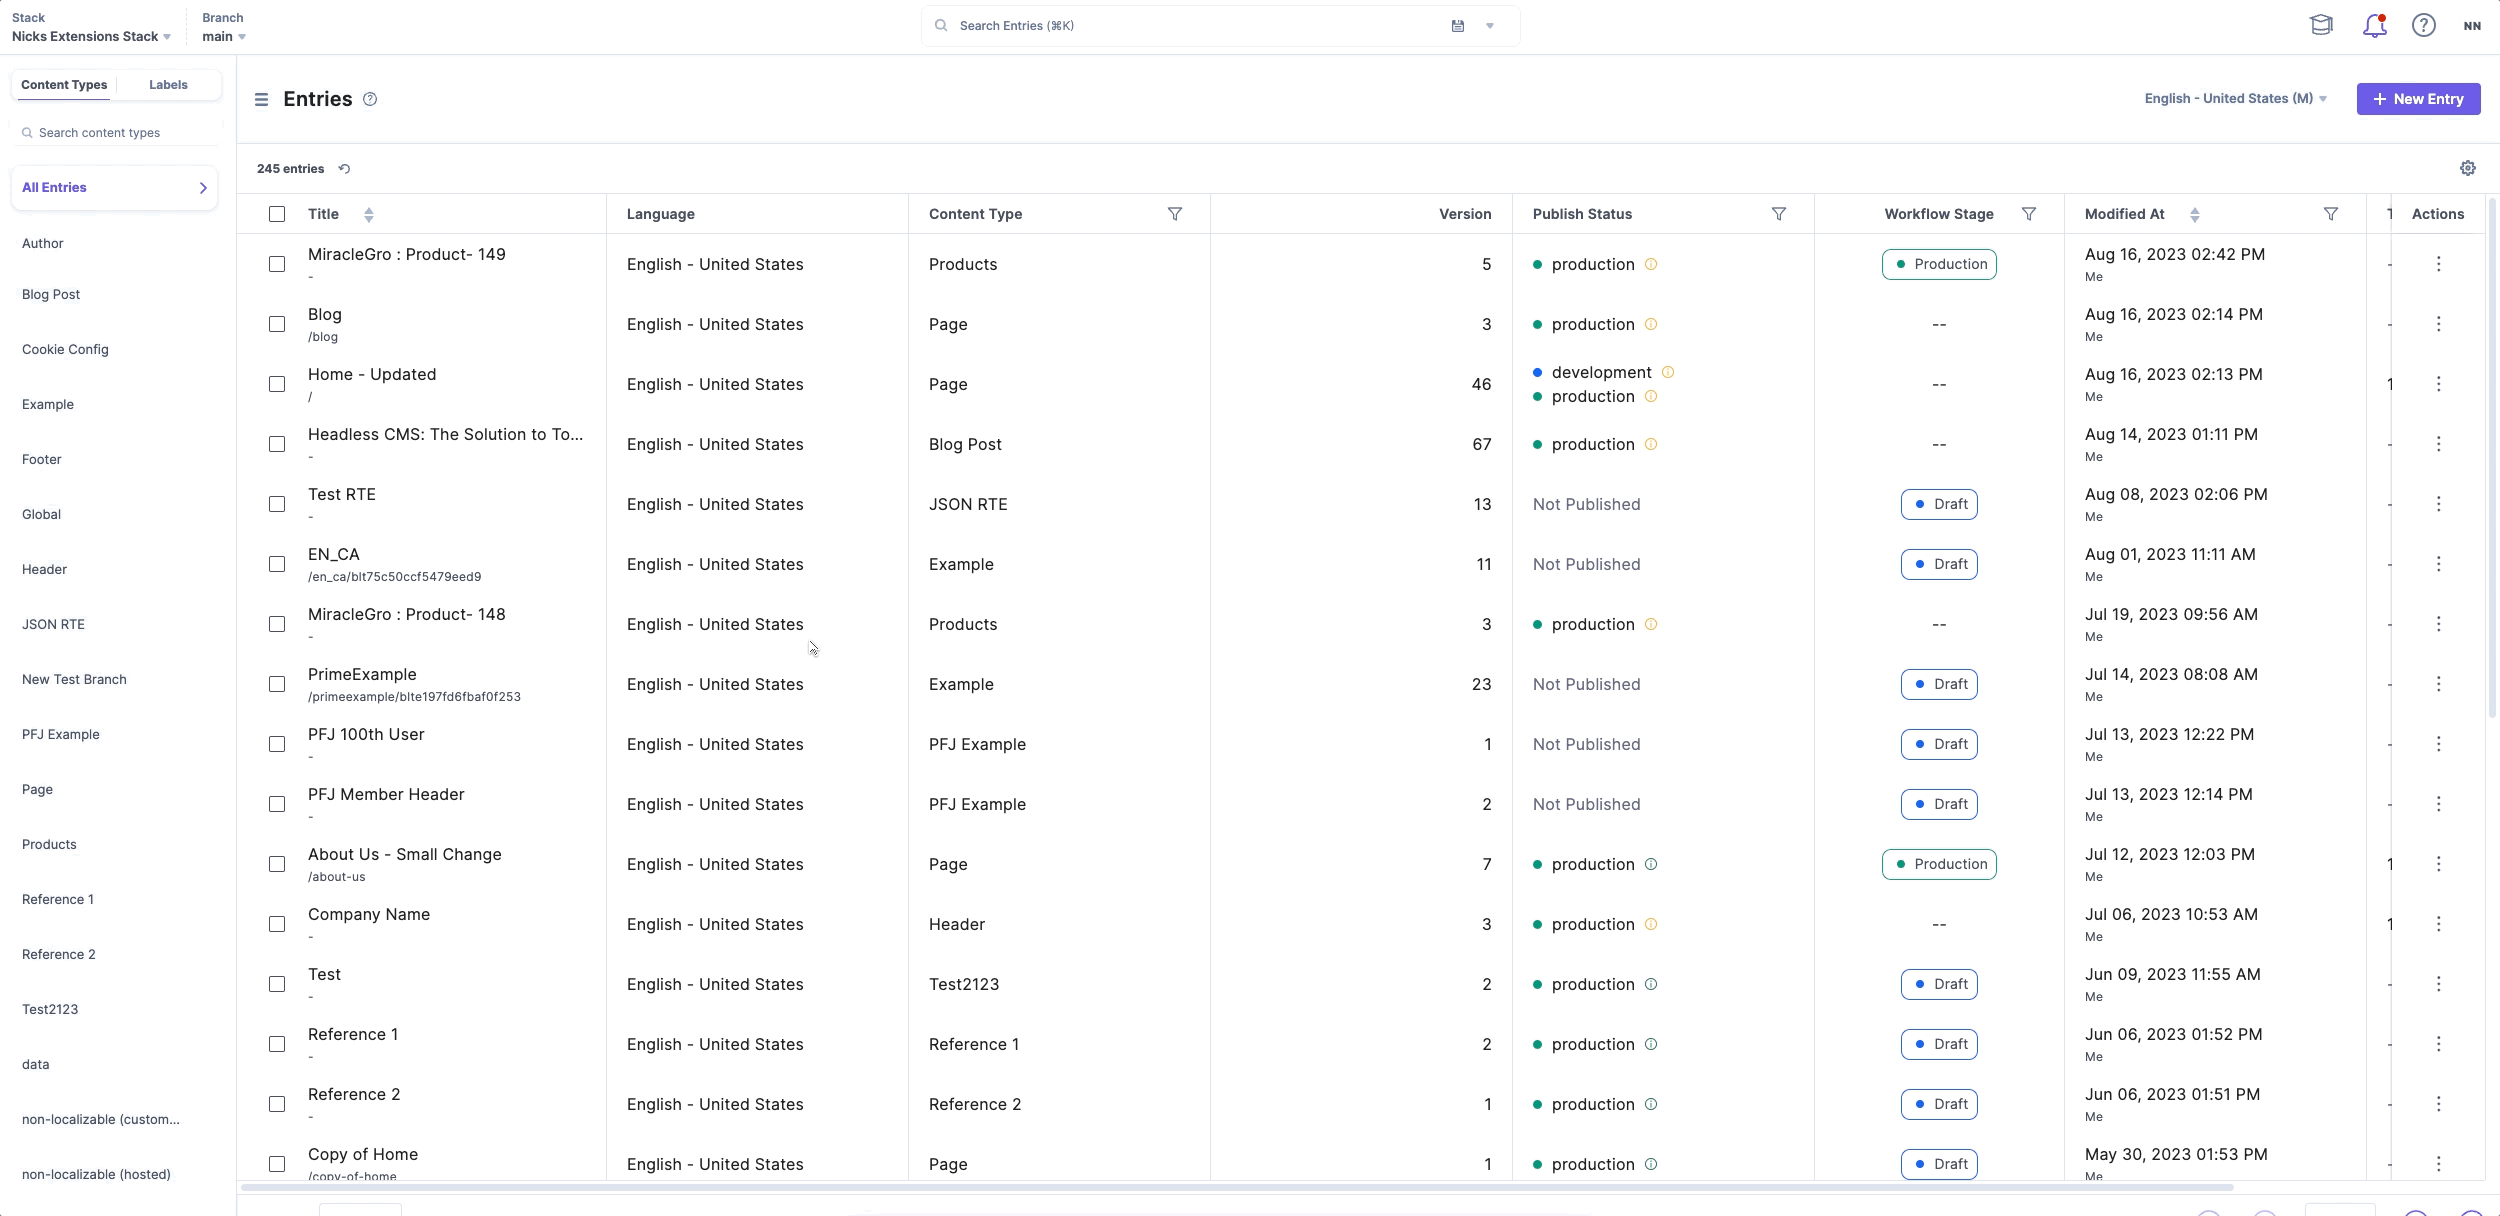 Stack
Nicks Extensions Stack
Branch
main
Search Entries (⌘K)
NN
Content Types
Labels
Search content types
All Entries
Author
Blog Post
Cookie Config
Example
Footer
Global
Header
JSON RTE
New Test Branch
PFJ Example
Page
Products
Reference 1
Reference 2
Test2123
data
non-localizable (custom...
non-localizable (hosted)
Entries
English - United States (M)
+ New Entry
245 entries
Title Language Content Type Version Publish Status Workflow Stage Modified At Actions
MiracleGro : Product- 149
-
English - United States Products 5 production Production Aug 16, 2023 02:42 PM
Me
Blog
/blog
English - United States Page 3 production -- Aug 16, 2023 02:14 PM
Me
Home - Updated
/
English - United States Page 46 development
production
-- Aug 16, 2023 02:13 PM
Me
Headless CMS: The Solution to To...
-
English - United States Blog Post 67 production -- Aug 14, 2023 01:11 PM
Me
Test RTE
-
English - United States JSON RTE 13 Not Published Draft Aug 08, 2023 02:06 PM
Me
EN_CA
/en_ca/blt75c50ccf5479eed9
English - United States Example 11 Not Published Draft Aug 01, 2023 11:11 AM
Me
MiracleGro : Product- 148
-
English - United States Products 3 production -- Jul 19, 2023 09:56 AM
Me
PrimeExample
/primeexample/blte197fd6fbaf0f253
English - United States Example 23 Not Published Draft Jul 14, 2023 08:08 AM
Me
PFJ 100th User
-
English - United States PFJ Example 1 Not Published Draft Jul 13, 2023 12:22 PM
Me
PFJ Member Header
-
English - United States PFJ Example 2 Not Published Draft Jul 13, 2023 12:14 PM
Me
About Us - Small Change
/about-us
English - United States Page 7 production Production Jul 12, 2023 12:03 PM
Me
Company Name
-
English - United States Header 3 production -- Jul 06, 2023 10:53 AM
Me
Test
-
English - United States Test2123 2 production Draft Jun 09, 2023 11:55 AM
Me
Reference 1
-
English - United States Reference 1 2 production Draft Jun 06, 2023 01:52 PM
Me
Reference 2
-
English - United States Reference 2 1 production Draft Jun 06, 2023 01:51 PM
Me
Copy of Home
/copy-of-home
English - United States Page 1 production Draft May 30, 2023 01:53 PM
Me